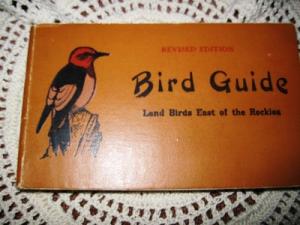 REVISED EDITION
Bird Guide
Land Birds East of the Rockies